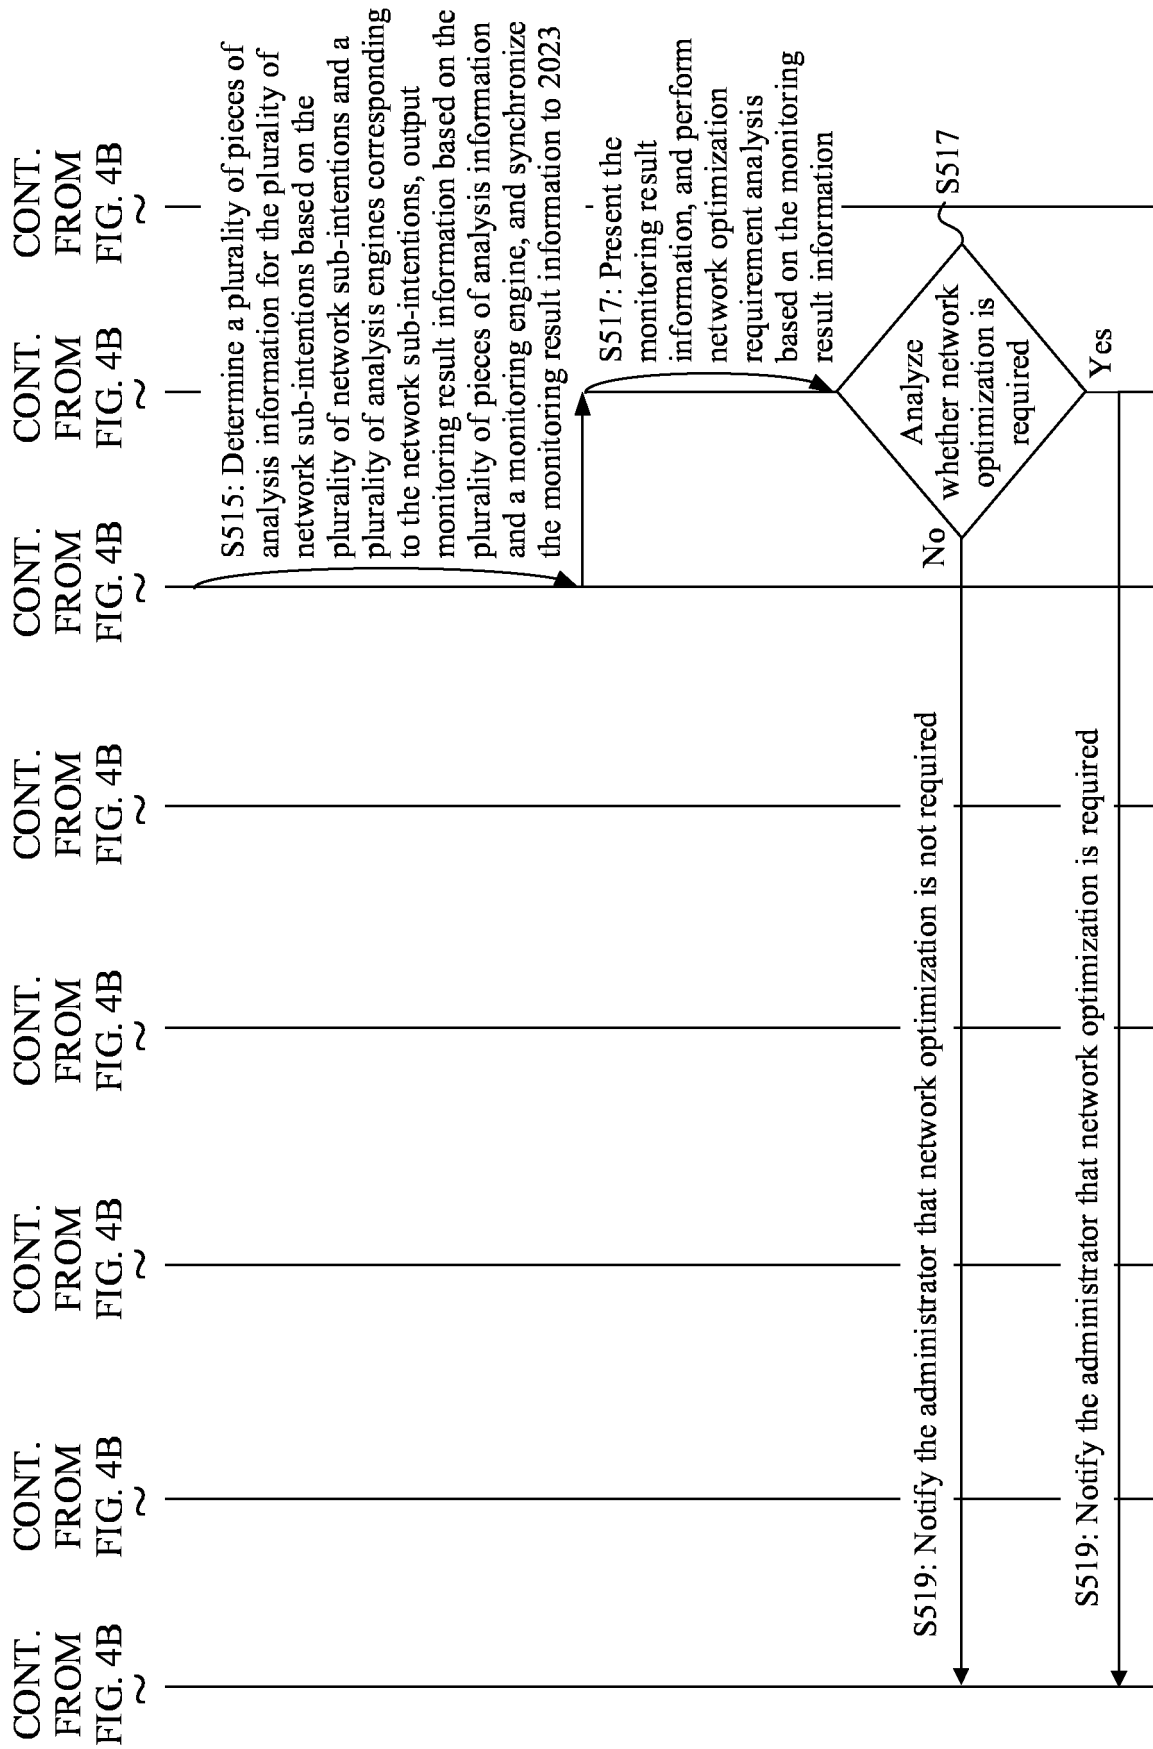 CONT.
FROM
FIG. 4B
CONT.
FROM
FIG. 4B
CONT.
FROM
FIG. 4B
CONT.
FROM
FIG. 4B
CONT.
FROM
FIG. 4B
CONT.
FROM
FIG. 4B
CONT.
FROM
FIG. 4B
CONT.
FROM
FIG. 4B
S515: Determine a plurality of pieces of
analysis information for the plurality of
network sub-intentions based on the
plurality of network sub-intentions and a
plurality of analysis engines corresponding
to the network sub-intentions, output
monitoring result information based on the
plurality of pieces of analysis information
and a monitoring engine, and synchronize
the monitoring result information to 2023
S517: Present the
monitoring result
information, and perform
network optimization
requirement analysis
based on the monitoring
result information
S517
Analyze
whether network
optimization is
required
No
Yes
S519: Notify the administrator that network optimization is not required
S519: Notify the administrator that network optimization is required